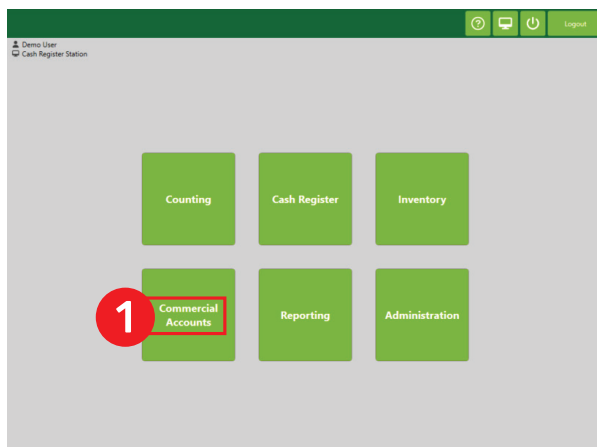 Logout
Demo User
Cash Register Station
Counting
Cash Register
Inventory
1
Commercial
Accounts
Reporting
Administration